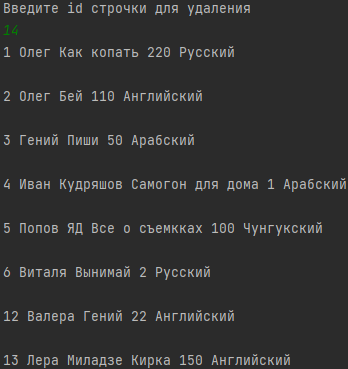 Введите id строчки для удаления
14
1 Олег Как копать 220 Русский
2 Олег Бей 110 Английский
3 Гений Пиши 50 Арабский
4 Иван Кудряшов Самогон для дома 1 Арабский
5 Попов ЯД Все о съемкках 100 Чунгукский
6 Виталя Вынимай 2 Русский
12 Валера Гений 22 Английский
13 Лера Миладзе Кирка 150 Английский